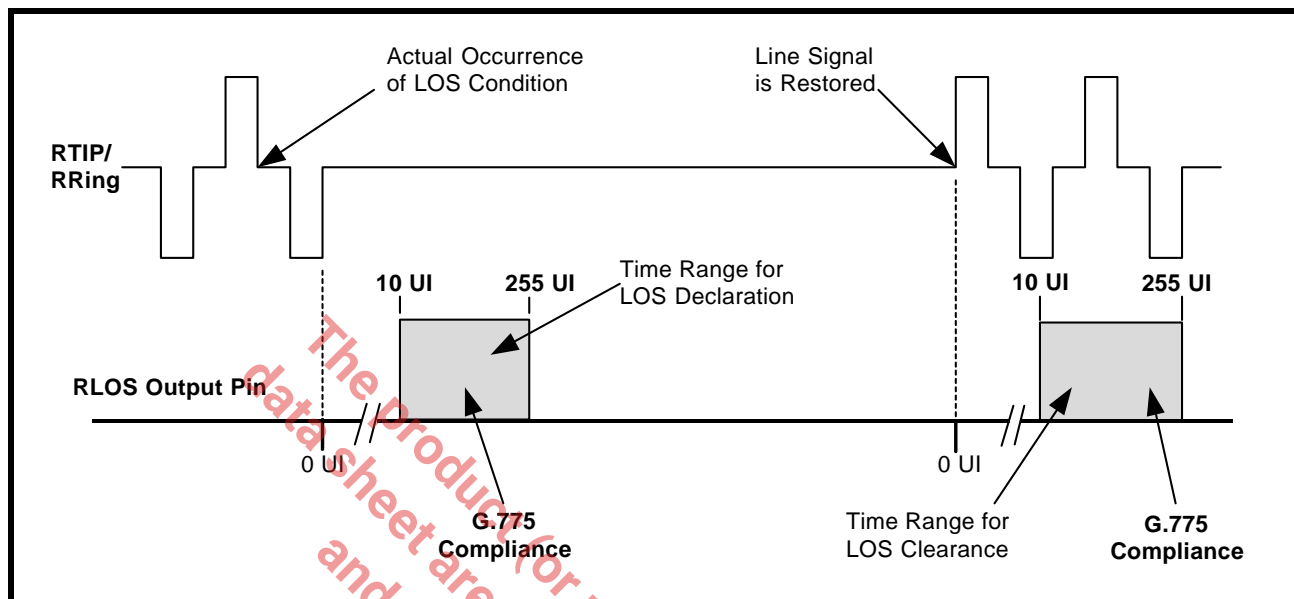 Actual Occurrence
of LOS Condition
Line Signal
is Restored
RTIP/
RRing
10 UI
255 UI
Time Range for
LOS Declaration
10 UI
255 UI
RLOS Output Pin
0 UI
0 UI
G.775
Compliance
Time Range for
LOS Clearance
G.775
Compliance
The product (or
data sheet are
and